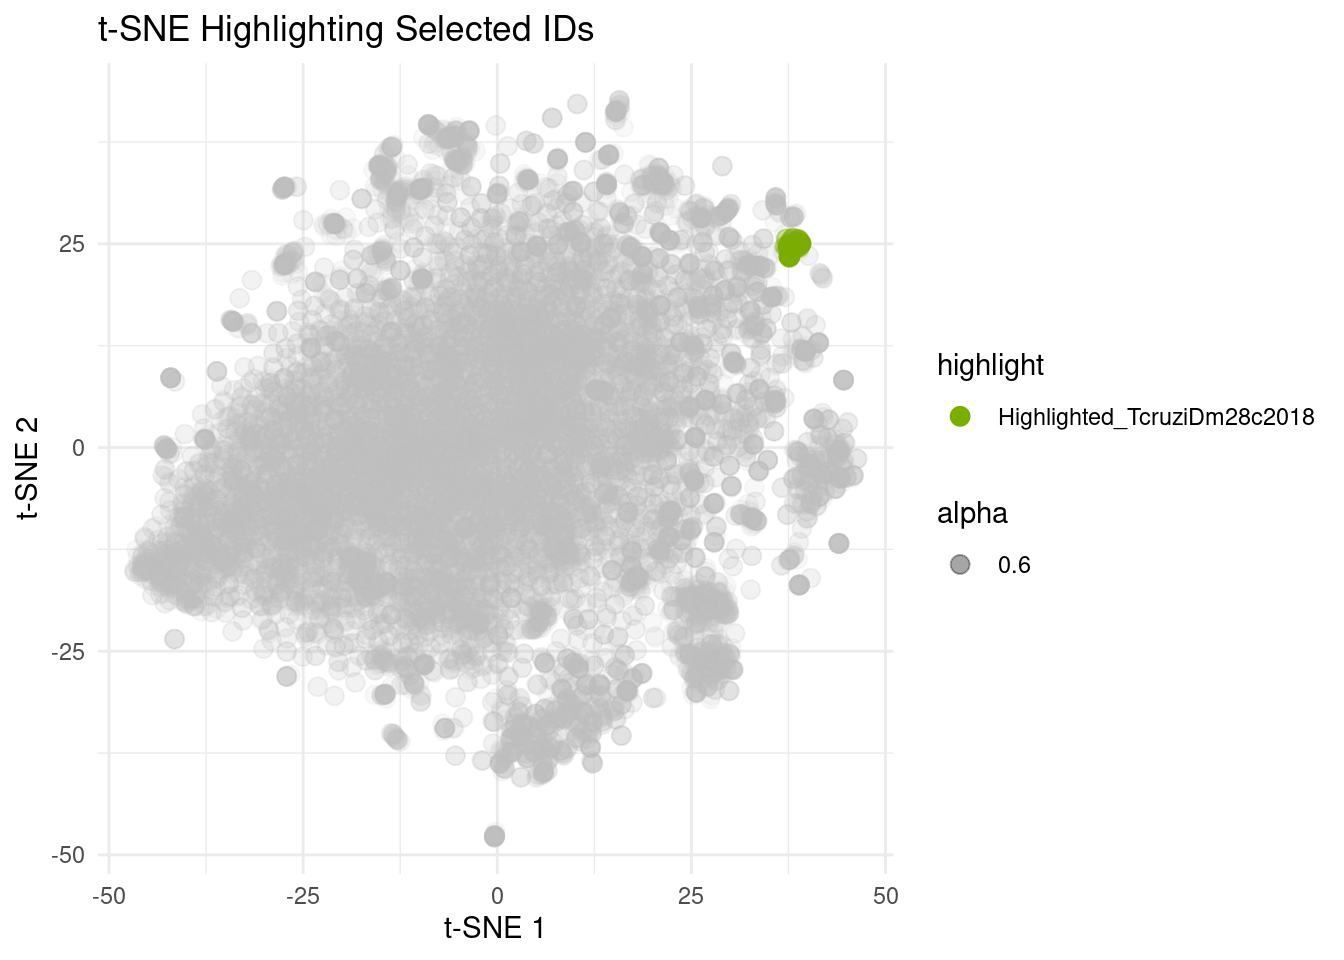 t-SNE Highlighting Selected IDs
t-SNE 2
25
0
-25
-50
-50
-25
0
25
50
t-SNE 1
highlight
Highlighted_TcruziDm28c2018
alpha
0.6